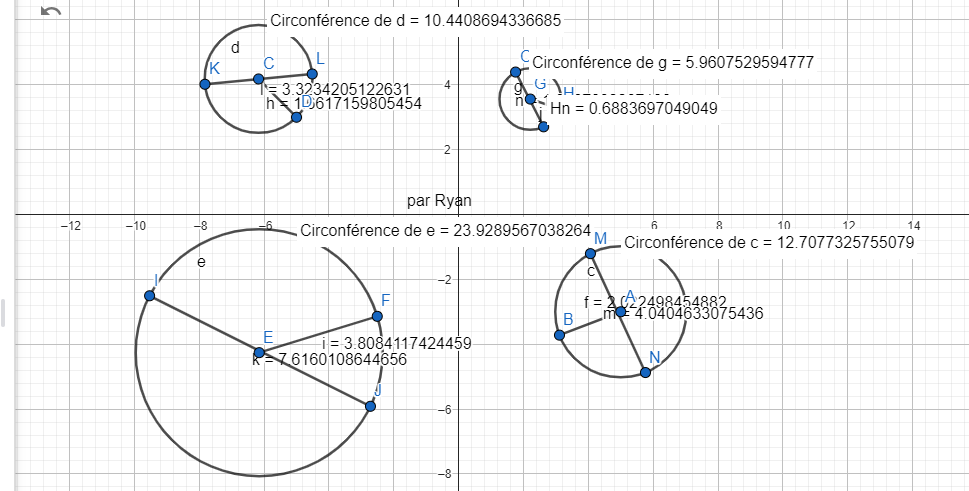 Circonférence de d = 10.4408694336685
d
K
C
L
l = 3.3234205122631
D
h = 1.6617159805454
Circonférence de g = 5.9607529594777
g
G
H
n
Hn = 0.6883697049049
4
2
par Ryan
−12
−10
−8
−6
6
8
10
12
14
Circonférence de e = 23.9289567038264
e
I
F
E
i = 3.8084117424459
k = 7.6160108644656
J
M
Circonférence de c = 12.7077325755079
c
A
f = 2.022498454882
m = 4.0404633075436
B
N
−2
−4
−6
−8